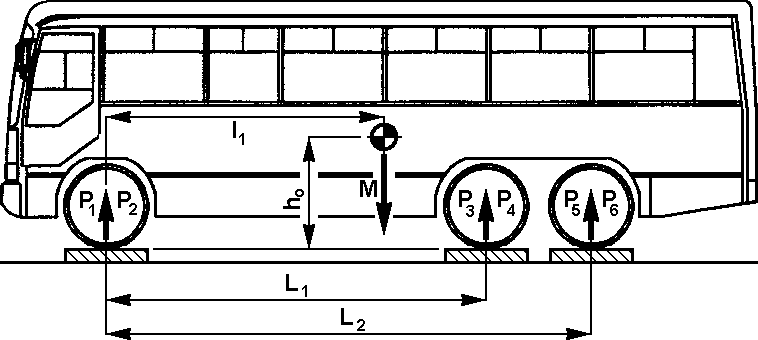 l₁
M
hₒ
P₁ P₂
P₃ P₄
P₅ P₆
L₁
L₂